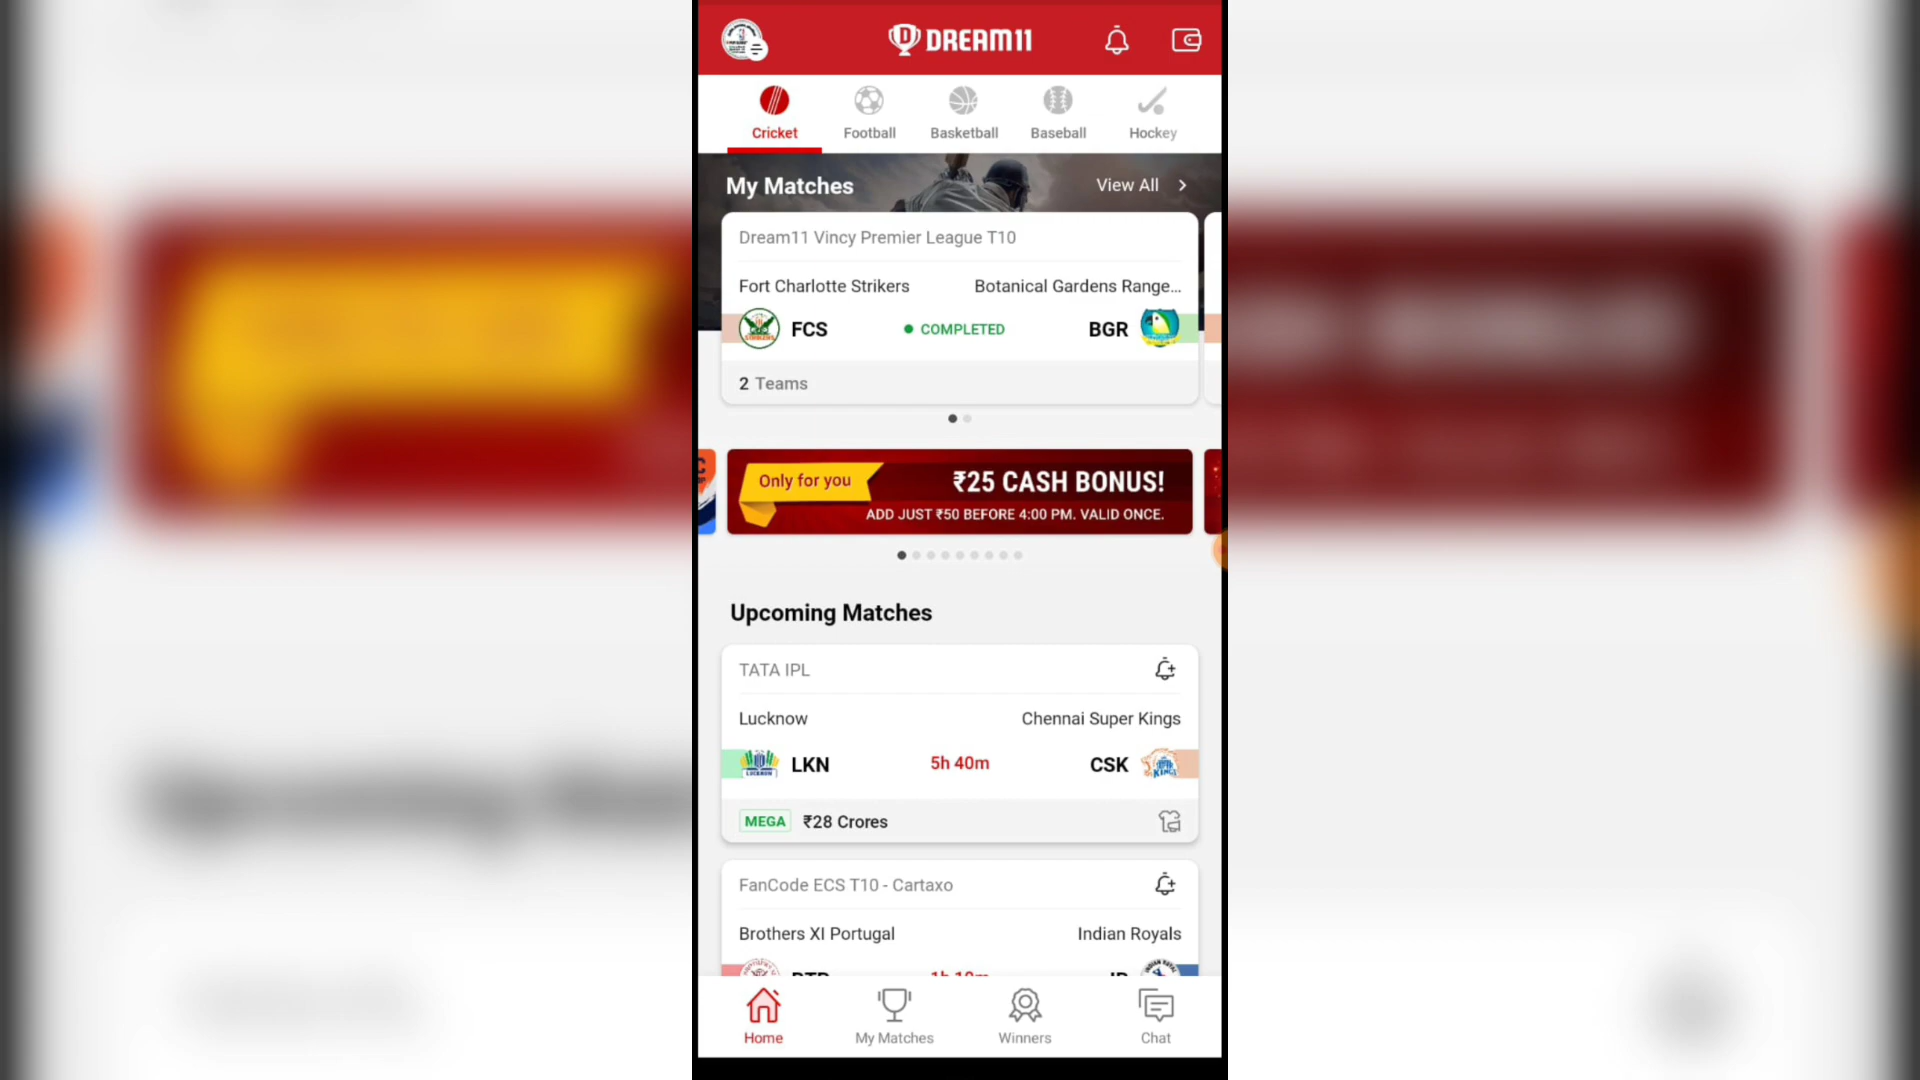 DREAM11
Cricket Football Basketball Baseball Hockey
My Matches View All
Dream11 Vincy Premier League T10
Fort Charlotte Strikers Botanical Gardens Range...
FCS COMPLETED BGR
2 Teams
Only for you ₹25 CASH BONUS!
ADD JUST ₹50 BEFORE 4:00 PM. VALID ONCE.
Upcoming Matches
TATA IPL
Lucknow Chennai Super Kings
LKN 5h 40m CSK
MEGA ₹28 Crores
FanCode ECS T10 - Cartaxo
Brothers XI Portugal Indian Royals
Home My Matches Winners Chat